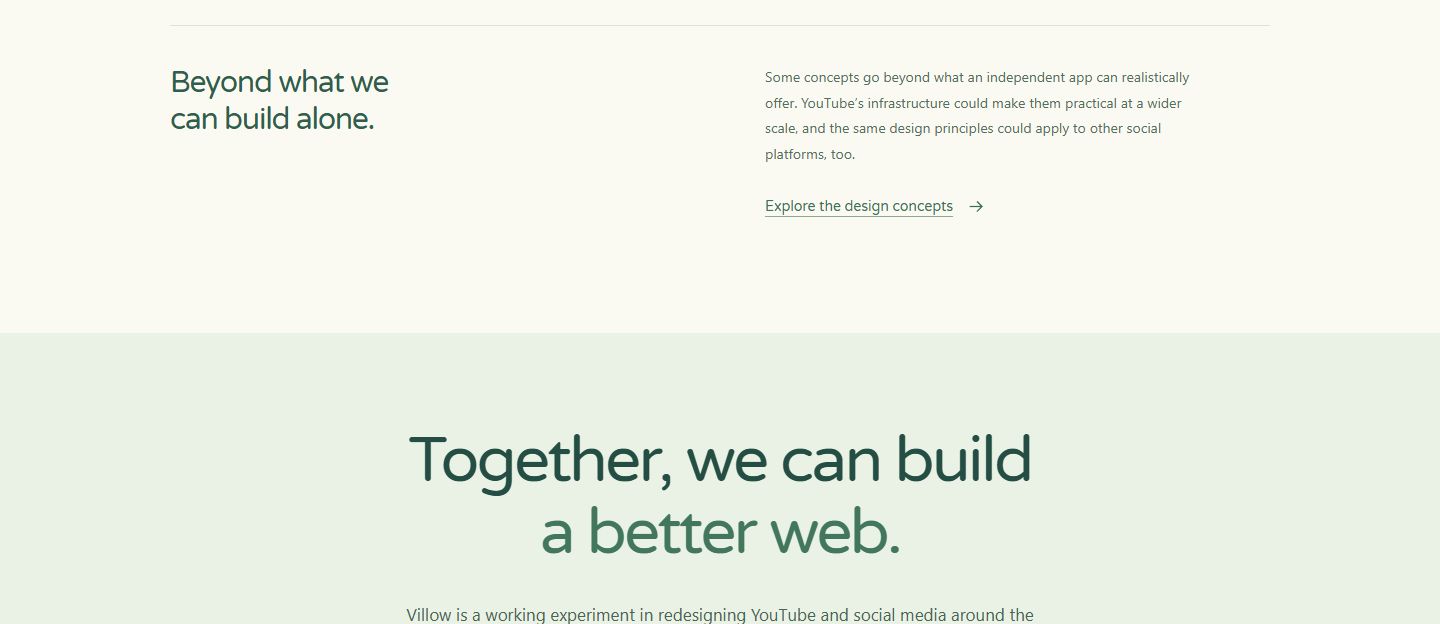 Beyond what we
can build alone.
Some concepts go beyond what an independent app can realistically
offer. YouTube’s infrastructure could make them practical at a wider
scale, and the same design principles could apply to other social
platforms, too.
Explore the design concepts →
Together, we can build
a better web.
Villow is a working experiment in redesigning YouTube and social media around the